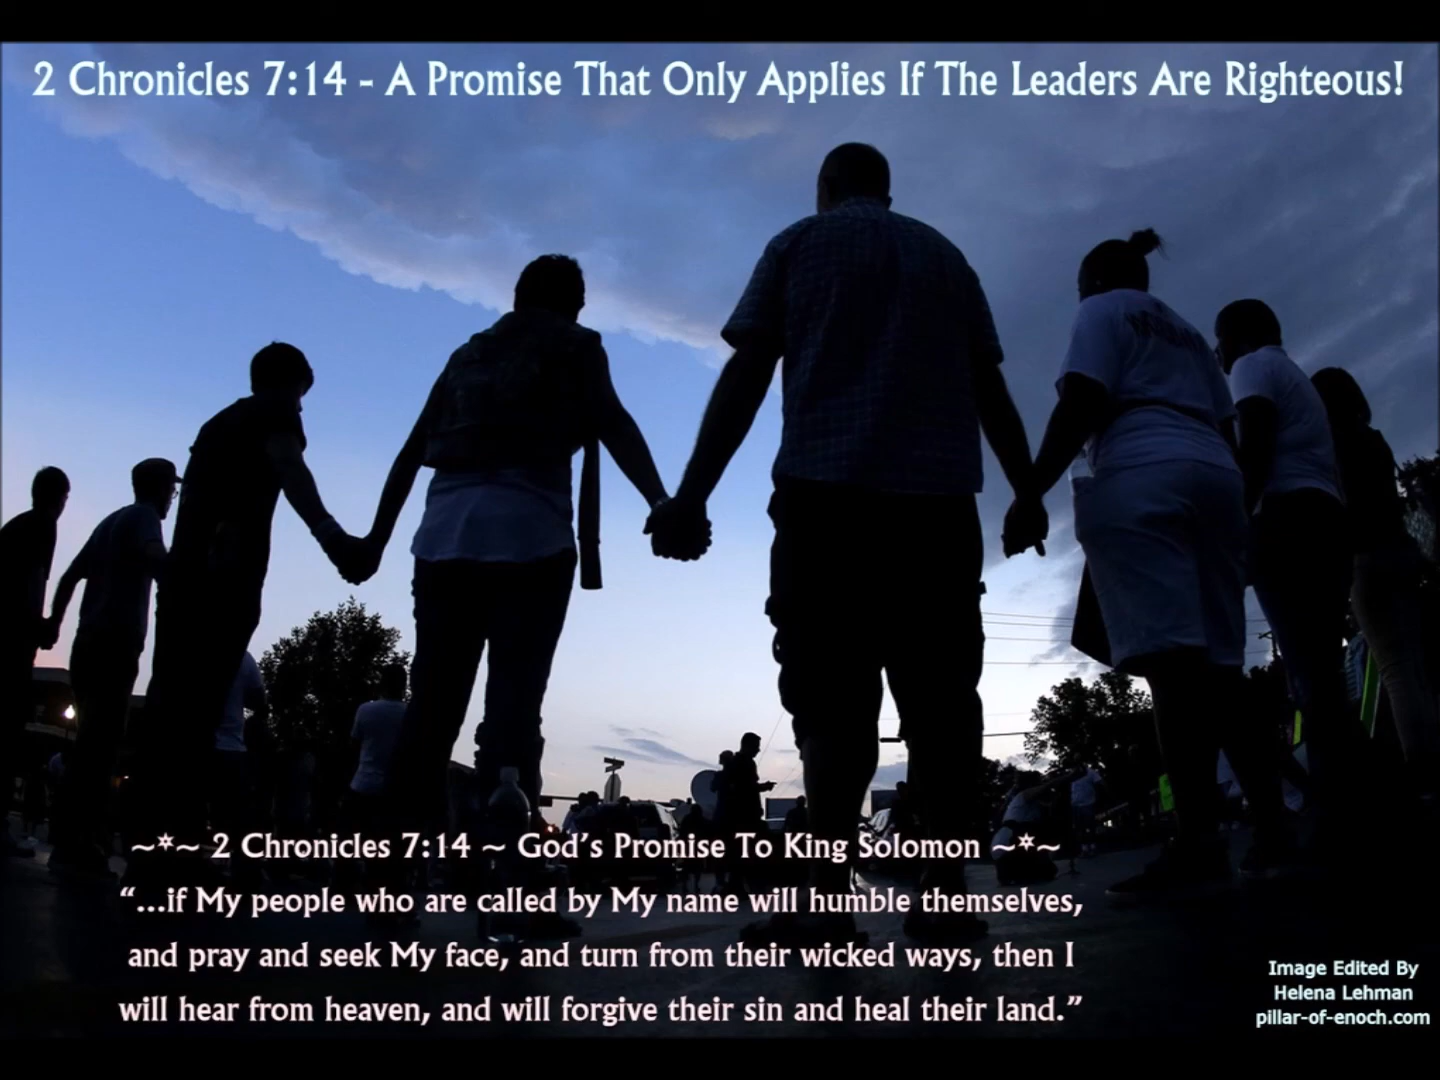 2 Chronicles 7:14 - A Promise That Only Applies If The Leaders Are Righteous!
~*~ 2 Chronicles 7:14 ~ God's Promise To King Solomon ~*~
“...if My people who are called by My name will humble themselves,
and pray and seek My face, and turn from their wicked ways, then I
will hear from heaven, and will forgive their sin and heal their land.”
Image Edited By
Helena Lehman
pillar-of-enoch.com